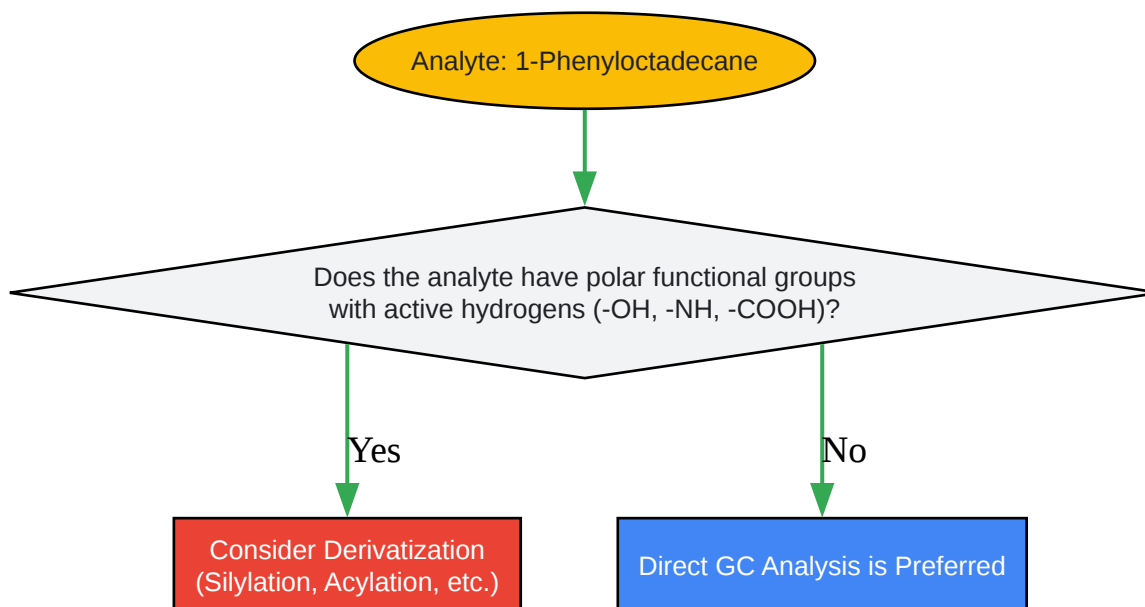 Analyte: 1-Phenyloctadecane
Does the analyte have polar functional groups
with active hydrogens (-OH, -NH, -COOH)?
Yes
No
Consider Derivatization
(Silylation, Acylation, etc.)
Direct GC Analysis is Preferred